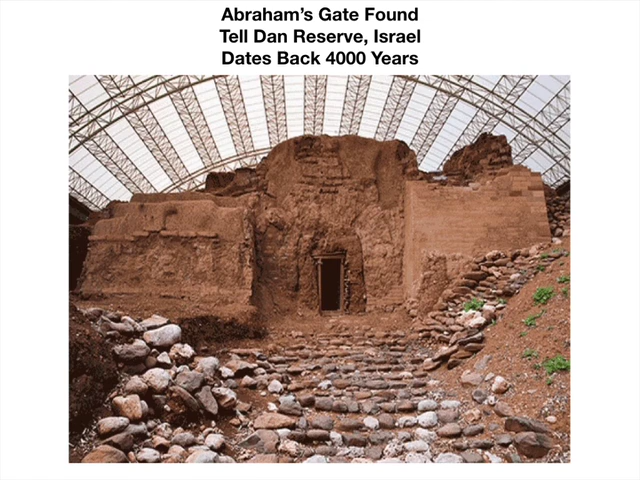 Abraham’s Gate Found
Tell Dan Reserve, Israel
Dates Back 4000 Years